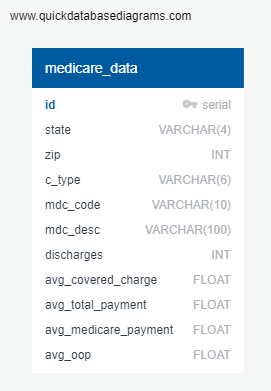 www.quickdatabasediagrams.com
medicare_data
id serial
state VARCHAR(4)
zip INT
c_type VARCHAR(6)
mdc_code VARCHAR(10)
mdc_desc VARCHAR(100)
discharges INT
avg_covered_charge FLOAT
avg_total_payment FLOAT
avg_medicare_payment FLOAT
avg_oop FLOAT